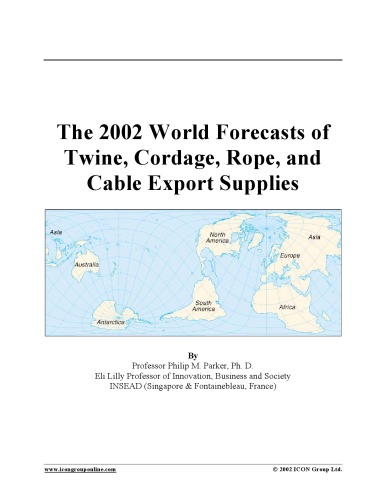 The 2002 World Forecasts of
Twine, Cordage, Rope, and
Cable Export Supplies
Asia
North
America
Asia
Europe
Australia
South
America
Africa
Antarctica
By
Professor Philip M. Parker, Ph. D.
Eli Lilly Professor of Innovation, Business and Society
INSEAD (Singapore & Fontainebleau, France)
www.icongrouponline.com © 2002 ICON Group Ltd.